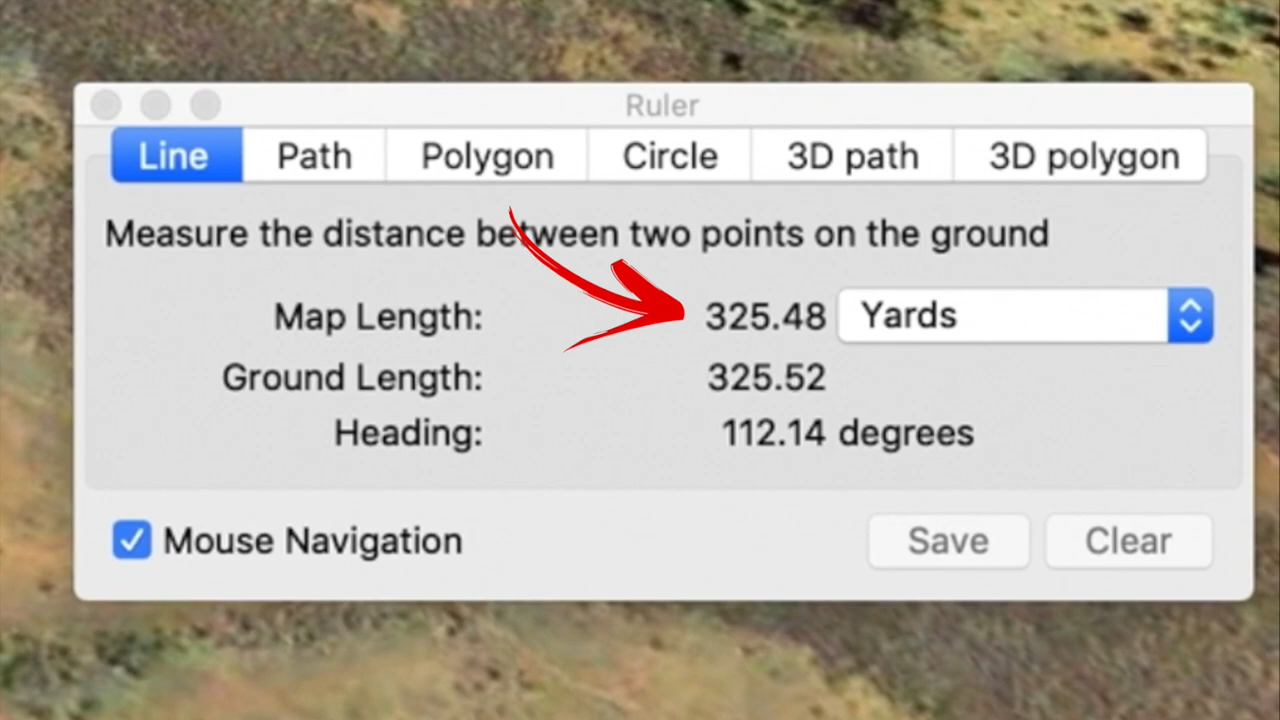 Ruler
Line Path Polygon Circle 3D path 3D polygon
Measure the distance between two points on the ground
Map Length: 325.48 Yards
Ground Length: 325.52
Heading: 112.14 degrees
Mouse Navigation Save Clear